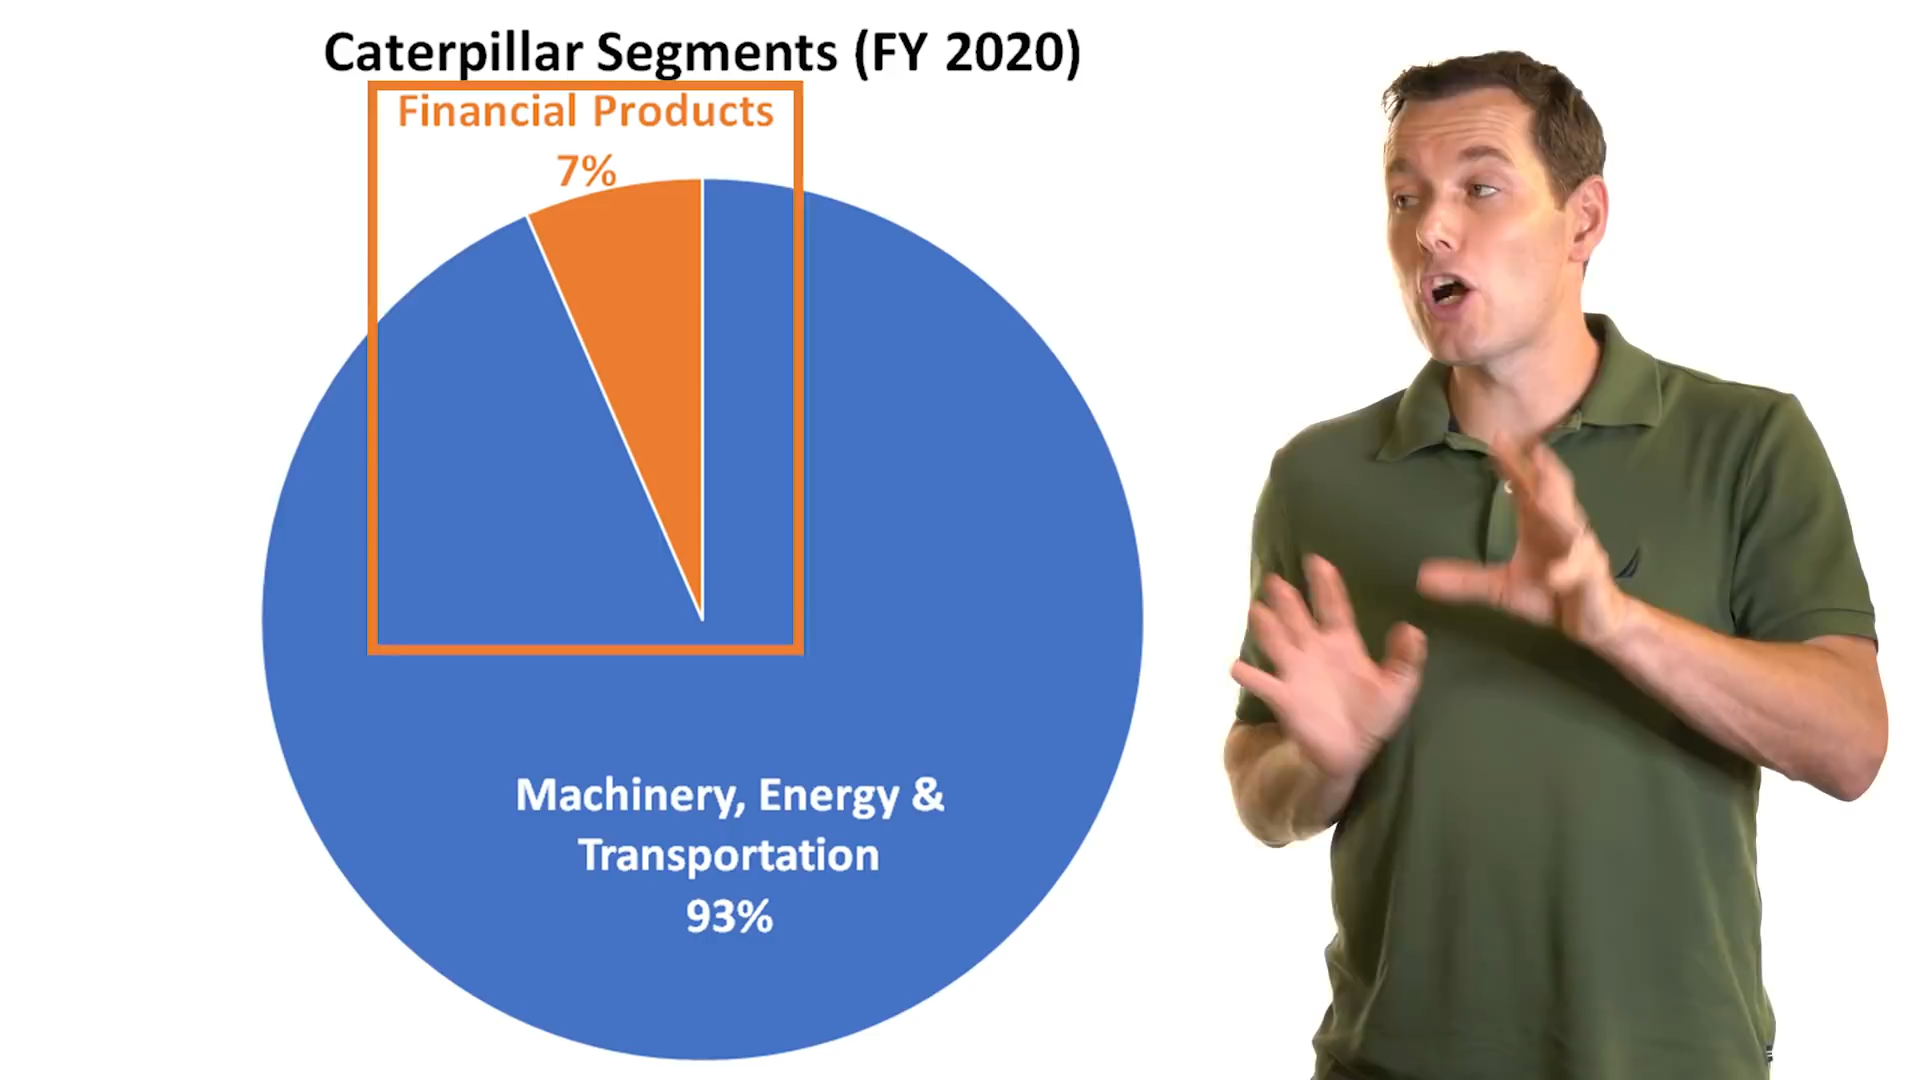 Caterpillar Segments (FY 2020)
Financial Products
7%
Machinery, Energy &
Transportation
93%